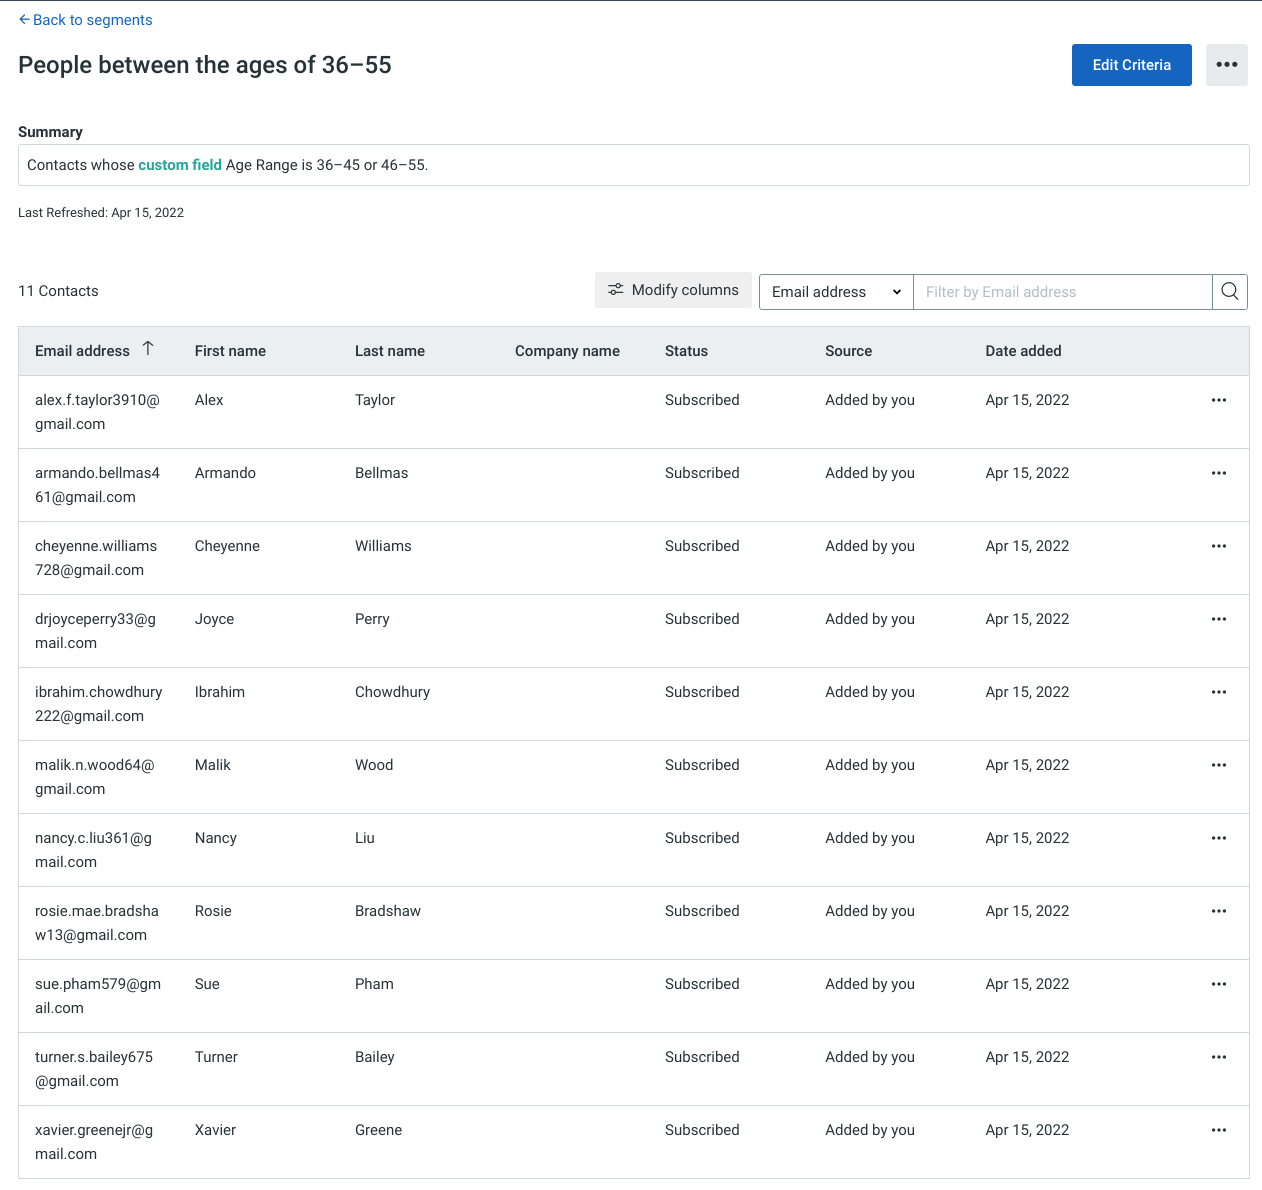 Back to segments
People between the ages of 36–55
Edit Criteria
Summary
Contacts whose custom field Age Range is 36–45 or 46–55.
Last Refreshed: Apr 15, 2022
11 Contacts
Modify columns
Email address
Filter by Email address
Email address First name Last name Company name Status Source Date added
alex.f.taylor3910@ Alex Taylor Subscribed Added by you Apr 15, 2022
gmail.com
armando.bellmas4 Armando Bellmas Subscribed Added by you Apr 15, 2022
61@gmail.com
cheyenne.williams Cheyenne Williams Subscribed Added by you Apr 15, 2022
728@gmail.com
drjoyceperry33@g Joyce Perry Subscribed Added by you Apr 15, 2022
mail.com
ibrahim.chowdhury Ibrahim Chowdhury Subscribed Added by you Apr 15, 2022
222@gmail.com
malik.n.wood64@ Malik Wood Subscribed Added by you Apr 15, 2022
gmail.com
nancy.c.liu361@g Nancy Liu Subscribed Added by you Apr 15, 2022
mail.com
rosie.mae.bradsha Rosie Bradshaw Subscribed Added by you Apr 15, 2022
w13@gmail.com
sue.pham579@gm Sue Pham Subscribed Added by you Apr 15, 2022
ail.com
turner.s.bailey675 Turner Bailey Subscribed Added by you Apr 15, 2022
@gmail.com
xavier.greenejr@g Xavier Greene Subscribed Added by you Apr 15, 2022
mail.com